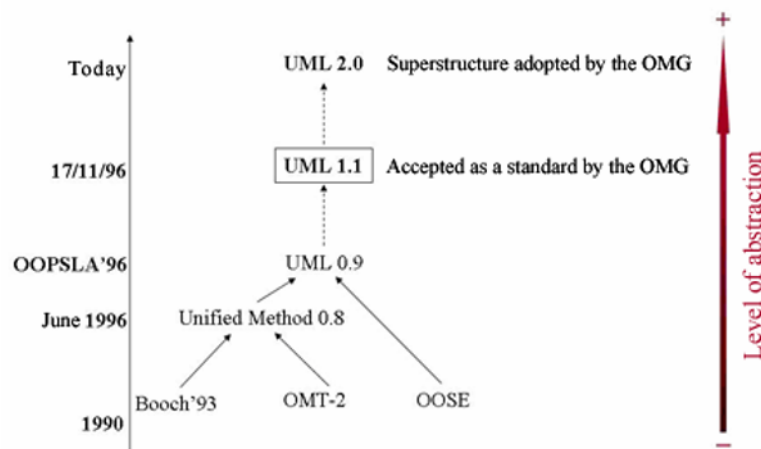 +
Today UML 2.0 Superstructure adopted by the OMG
17/11/96 UML 1.1 Accepted as a standard by the OMG
OOPSLA'96 UML 0.9
June 1996 Unified Method 0.8
Booch'93 OMT-2 OOSE
1990
Level of abstraction
−